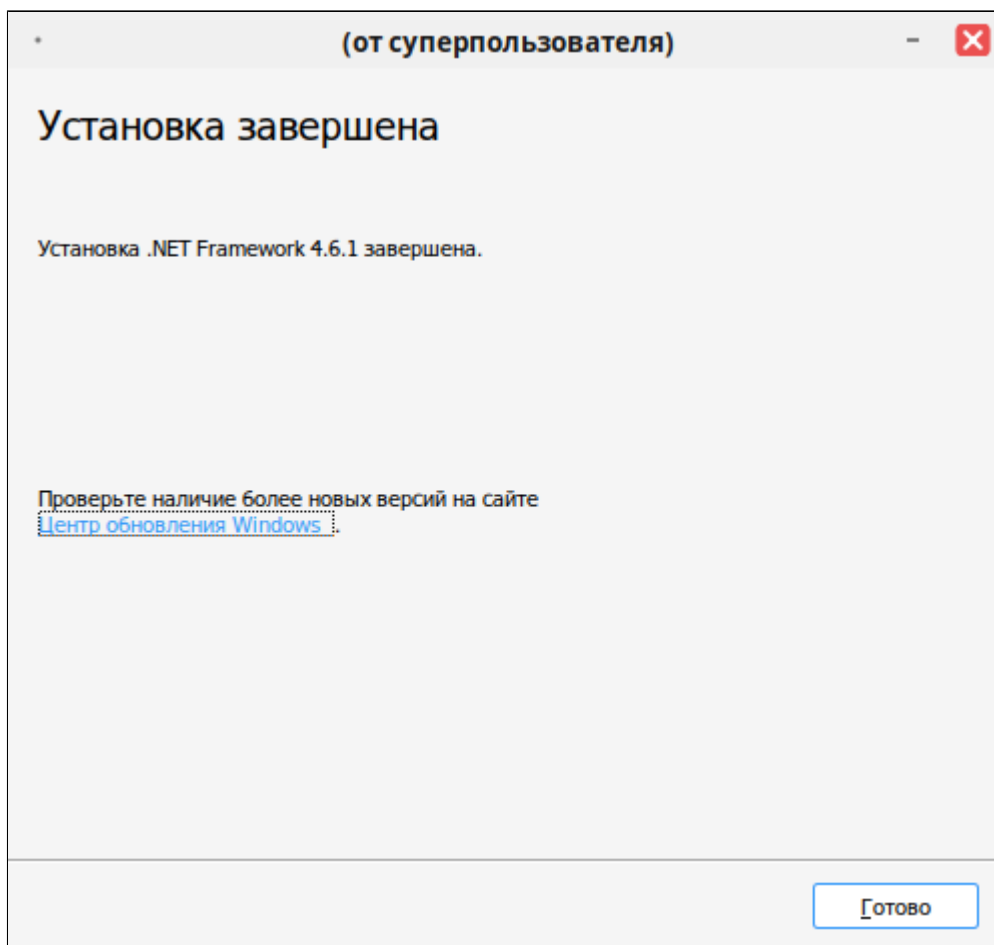 (от суперпользователя)
Установка завершена
Установка .NET Framework 4.6.1 завершена.
Проверьте наличие более новых версий на сайте
Центр обновления Windows .
Готово